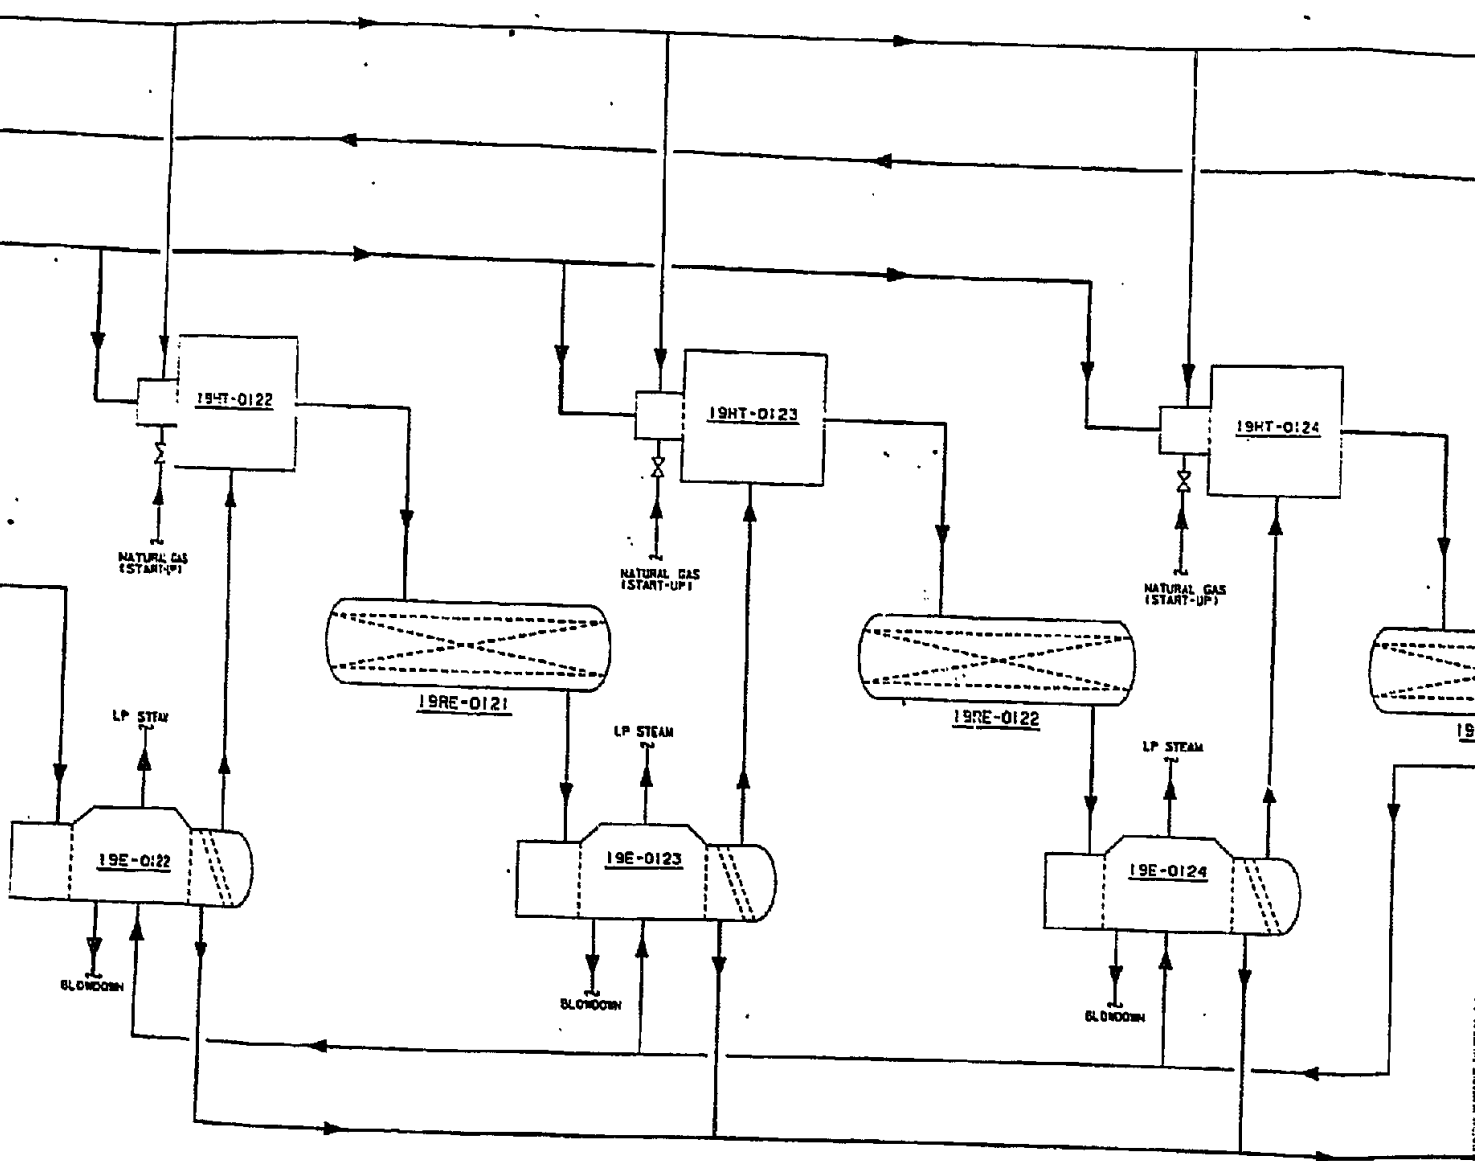 19HT-0122
19HT-0123
19HT-0124
NATURAL GAS
(START-UP)
NATURAL GAS
(START-UP)
NATURAL GAS
(START-UP)
19RE-0121
19RE-0122
19
LP STEAM
LP STEAM
LP STEAM
19E-0122
19E-0123
19E-0124
BLOWDOWN
BLOWDOWN
BLOWDOWN